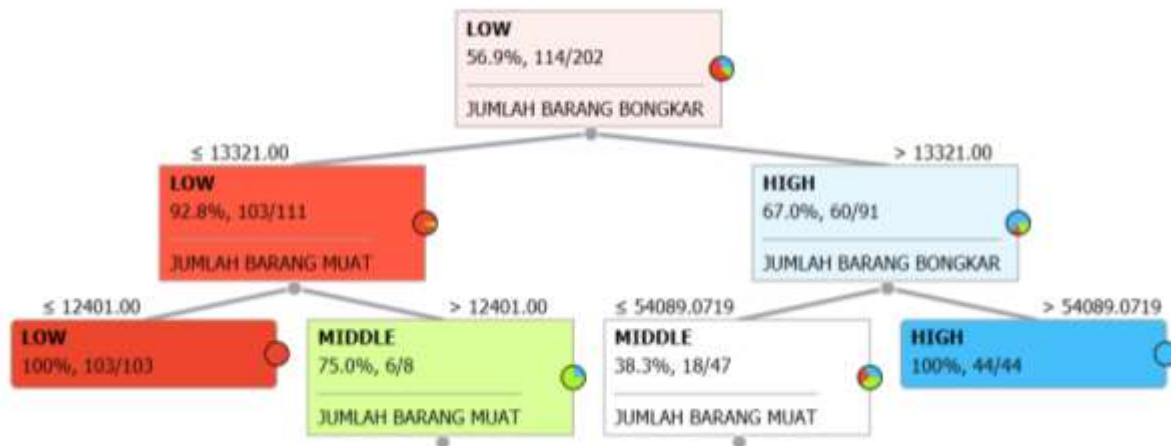 LOW
56.9%, 114/202
JUMLAH BARANG BONGKAR
≤ 13321.00
> 13321.00
LOW
92.8%, 103/111
JUMLAH BARANG MUAT
HIGH
67.0%, 60/91
JUMLAH BARANG BONGKAR
≤ 12401.00
> 12401.00
≤ 54089.0719
> 54089.0719
LOW
100%, 103/103
MIDDLE
75.0%, 6/8
JUMLAH BARANG MUAT
MIDDLE
38.3%, 18/47
JUMLAH BARANG MUAT
HIGH
100%, 44/44